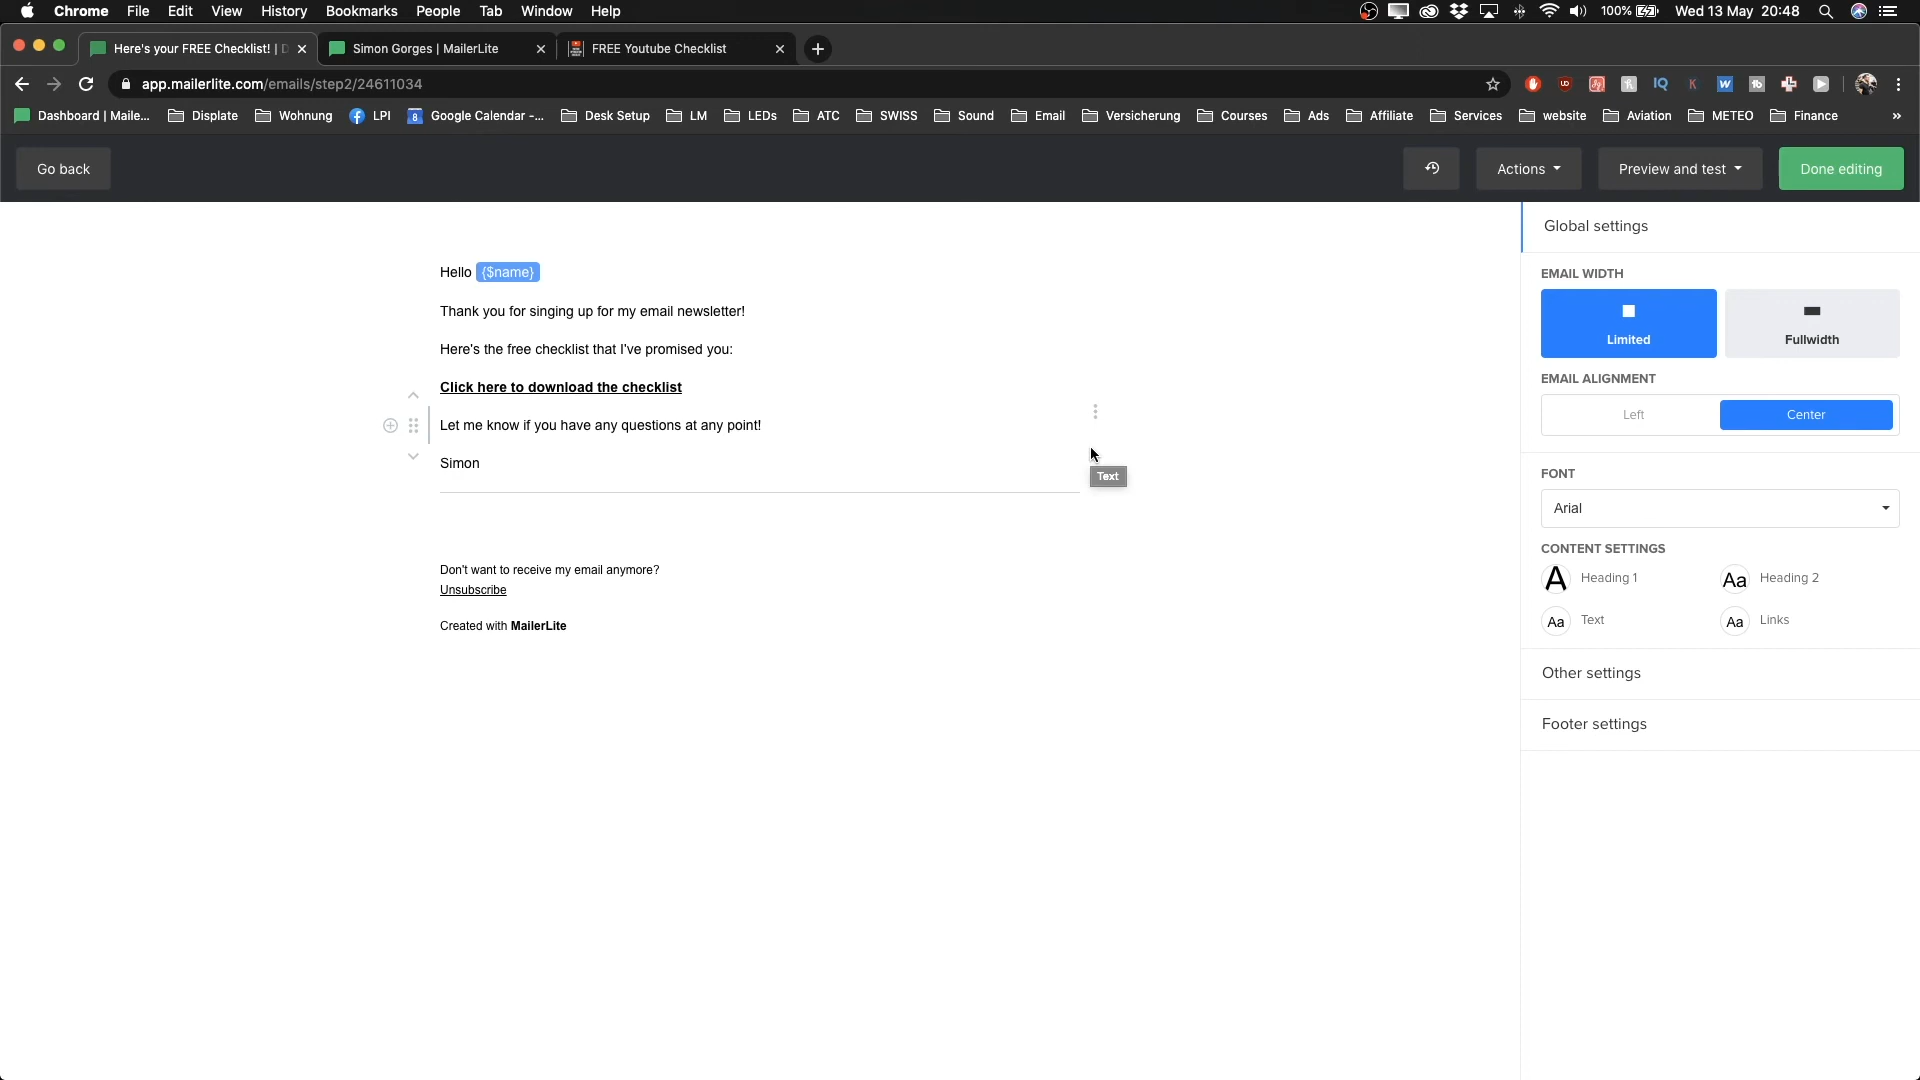 Chrome File Edit View History Bookmarks People Tab Window Help 100% Wed 13 May 20:48
Here's your FREE Checklist! | D Simon Gorges | MailerLite FREE Youtube Checklist
app.mailerlite.com/emails/step2/24611034
Dashboard | Maile... Displate Wohnung LPI Google Calendar -... Desk Setup LM LEDs ATC SWISS Sound Email Versicherung Courses Ads Affiliate Services website Aviation METEO Finance »
Go back Actions Preview and test Done editing
Global settings
Hello {$name}
Thank you for singing up for my email newsletter!
Here's the free checklist that I've promised you:
Click here to download the checklist
Let me know if you have any questions at any point!
Simon
Text
Don't want to receive my email anymore?
Unsubscribe
Created with MailerLite
EMAIL WIDTH
Limited Fullwidth
EMAIL ALIGNMENT
Left Center
FONT
Arial
CONTENT SETTINGS
A Heading 1 Aa Heading 2
Aa Text Aa Links
Other settings
Footer settings